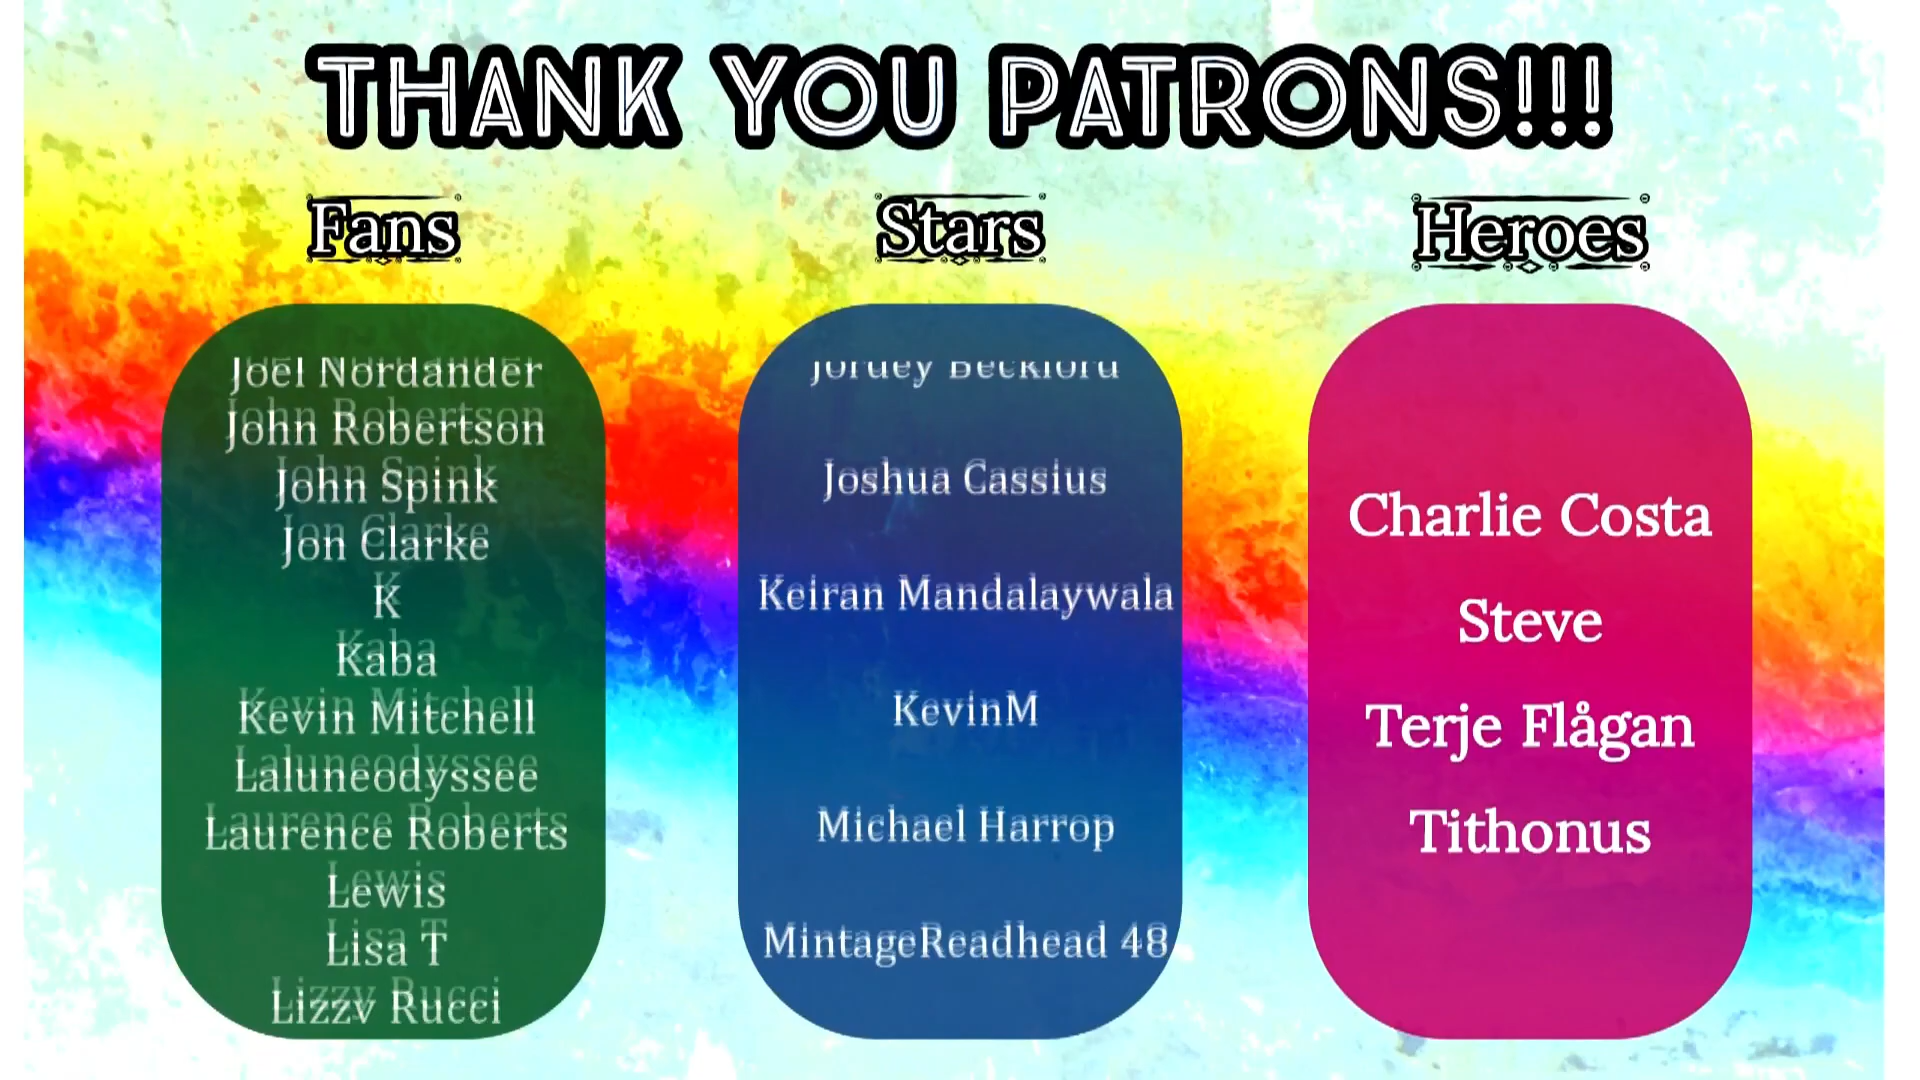 THANK YOU PATRONS!!!
Fans
Joel Nordander
John Robertson
John Spink
Jon Clarke
K
Kaba
Kevin Mitchell
Laluneodyssee
Laurence Roberts
Lewis
Lisa T
Lizzy Rucci
Stars
Joshua Cassius
Keiran Mandalaywala
KevinM
Michael Harrop
MintageReadhead 48
Heroes
Charlie Costa
Steve
Terje Flågan
Tithonus